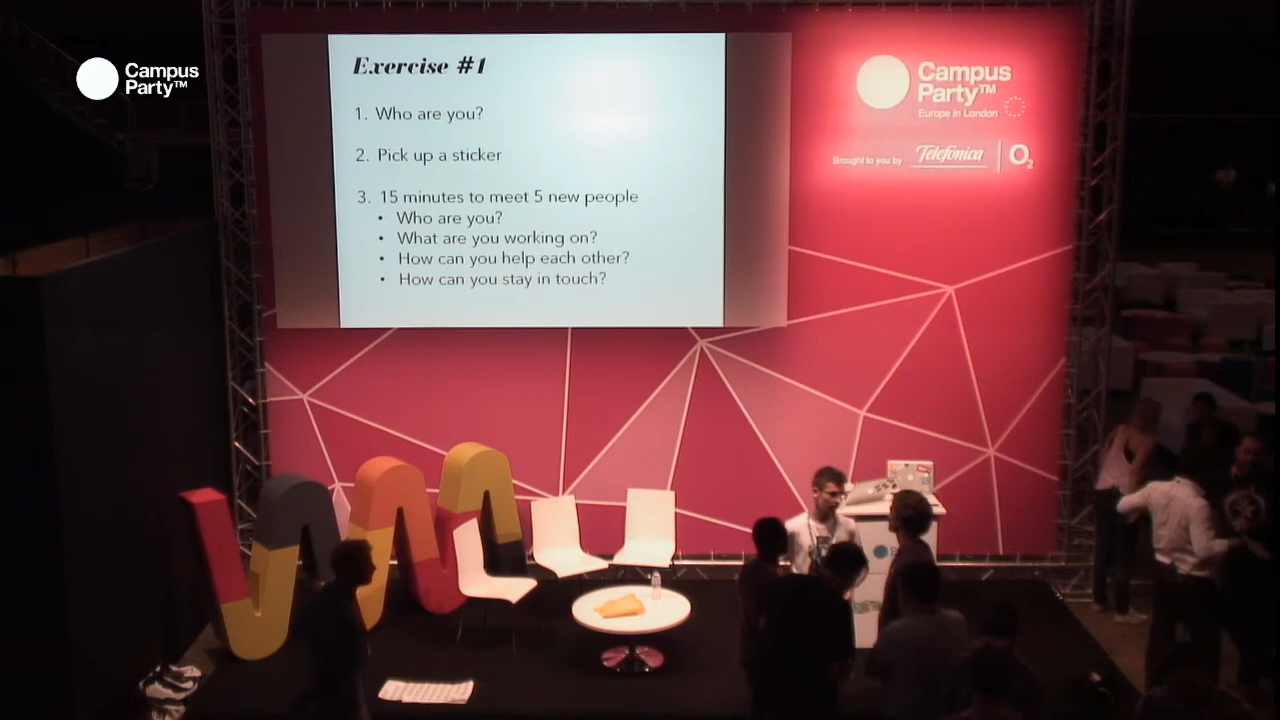 Campus
Party™
Exercise #1
1. Who are you?
2. Pick up a sticker
3. 15 minutes to meet 5 new people
• Who are you?
• What are you working on?
• How can you help each other?
• How can you stay in touch?
Campus
Party™
Europe in London
Brought to you by Telefónica O2